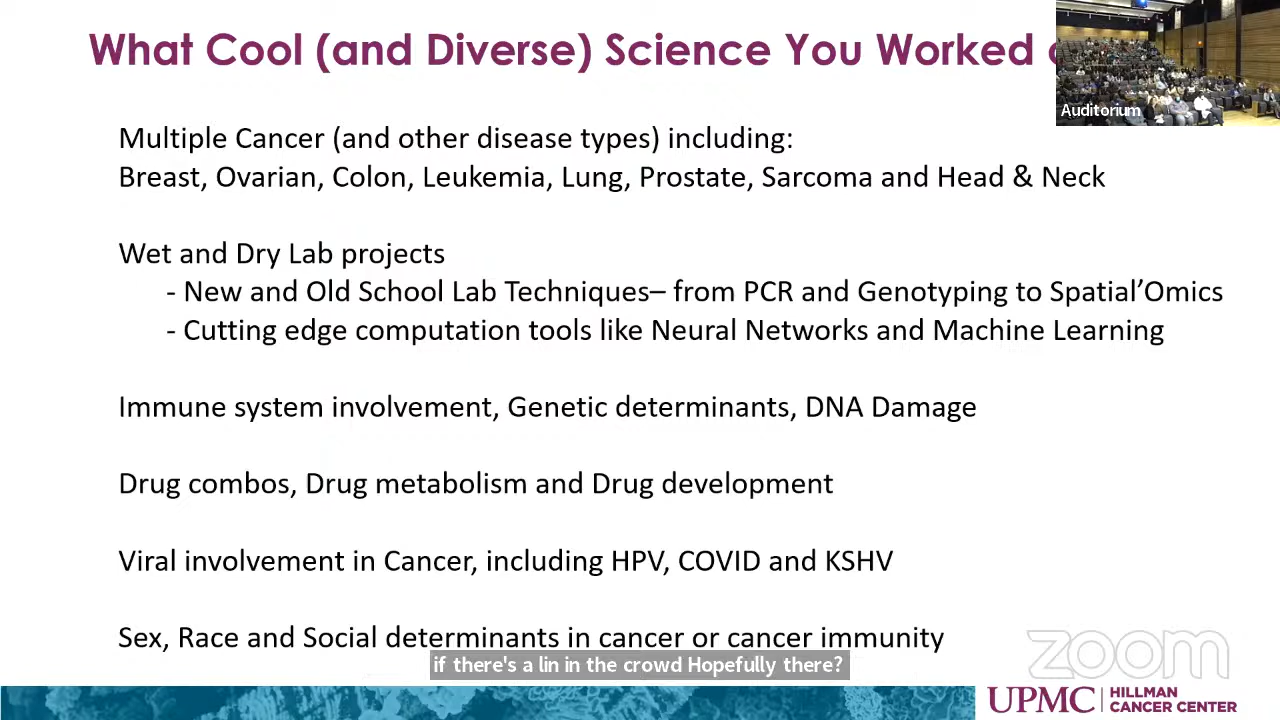 What Cool (and Diverse) Science You Worked
Auditorium
Multiple Cancer (and other disease types) including:
Breast, Ovarian, Colon, Leukemia, Lung, Prostate, Sarcoma and Head & Neck
Wet and Dry Lab projects
- New and Old School Lab Techniques– from PCR and Genotyping to Spatial’Omics
- Cutting edge computation tools like Neural Networks and Machine Learning
Immune system involvement, Genetic determinants, DNA Damage
Drug combos, Drug metabolism and Drug development
Viral involvement in Cancer, including HPV, COVID and KSHV
Sex, Race and Social determinants in cancer or cancer immunity
if there's a lin in the crowd Hopefully there?
zoom
UPMC | HILLMAN
CANCER CENTER